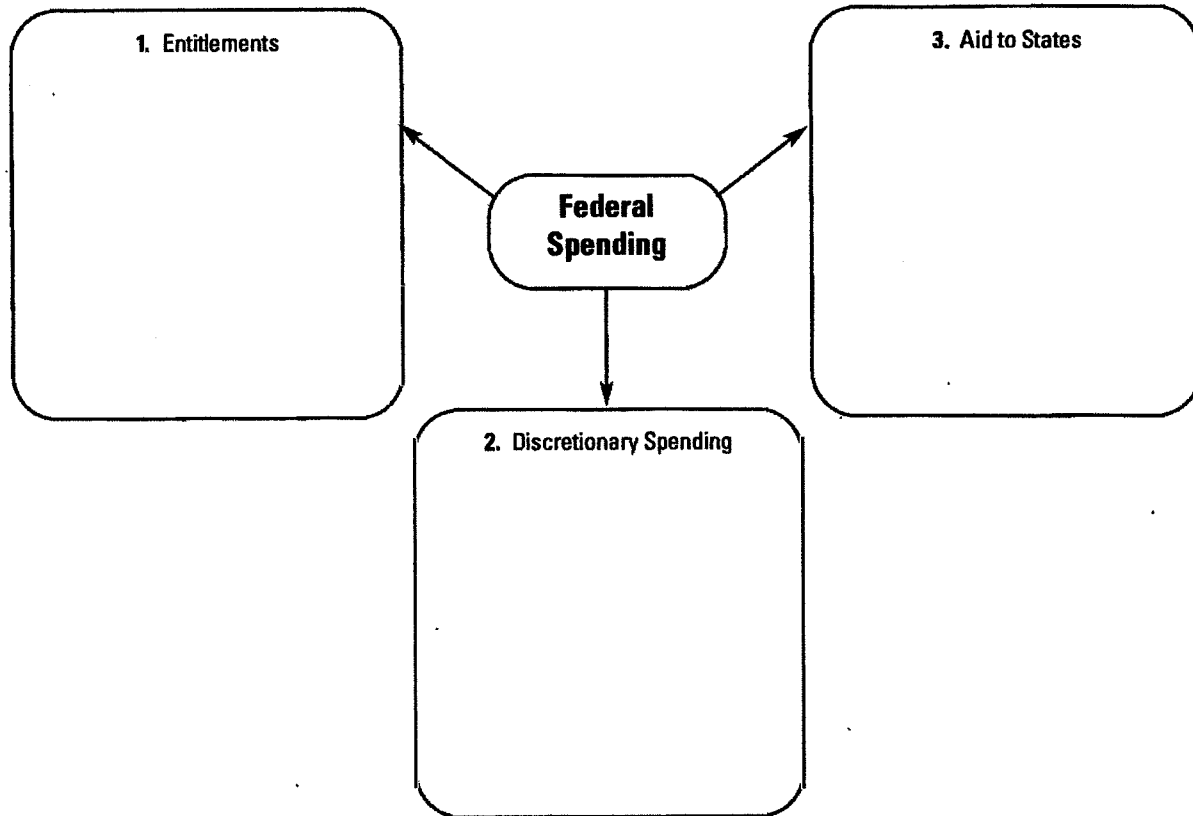 1. Entitlements
3. Aid to States
Federal
Spending
2. Discretionary Spending